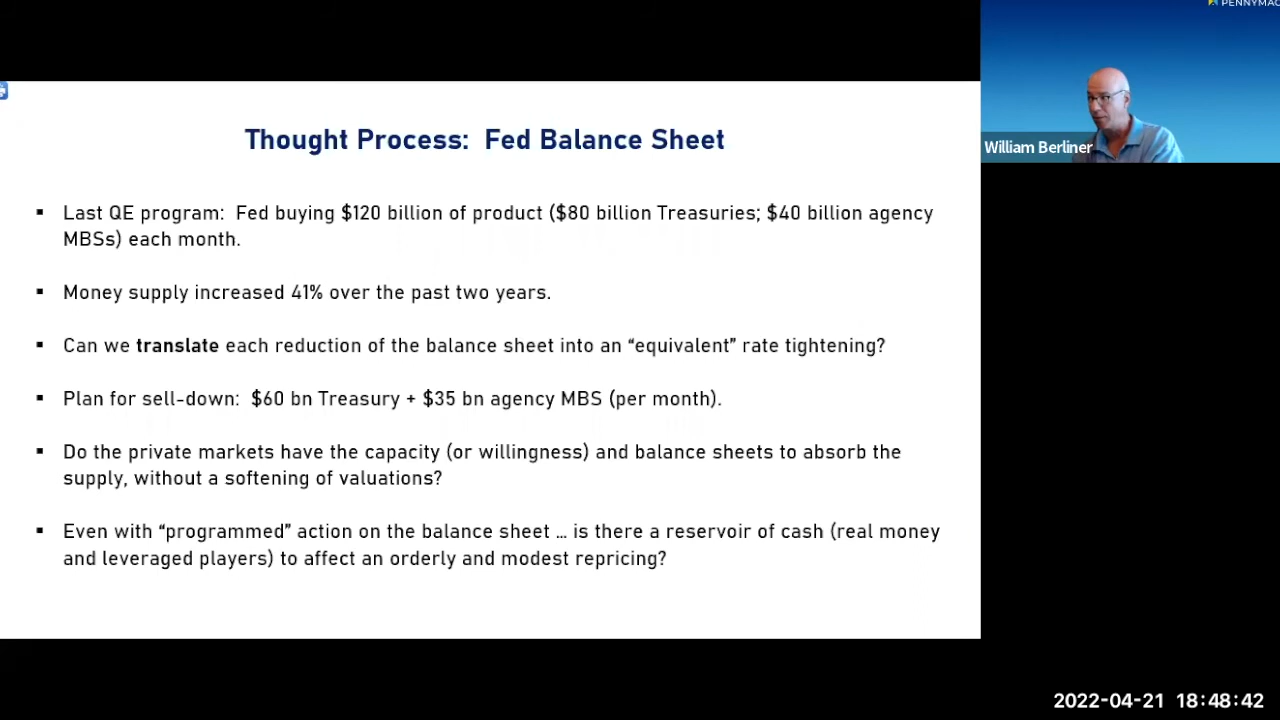 PENNYMAC
William Berliner
Thought Process: Fed Balance Sheet
▪ Last QE program: Fed buying $120 billion of product ($80 billion Treasuries; $40 billion agency
MBSs) each month.
▪ Money supply increased 41% over the past two years.
▪ Can we translate each reduction of the balance sheet into an “equivalent” rate tightening?
▪ Plan for sell-down: $60 bn Treasury + $35 bn agency MBS (per month).
▪ Do the private markets have the capacity (or willingness) and balance sheets to absorb the
supply, without a softening of valuations?
▪ Even with “programmed” action on the balance sheet … is there a reservoir of cash (real money
and leveraged players) to affect an orderly and modest repricing?
2022-04-21 18:48:42